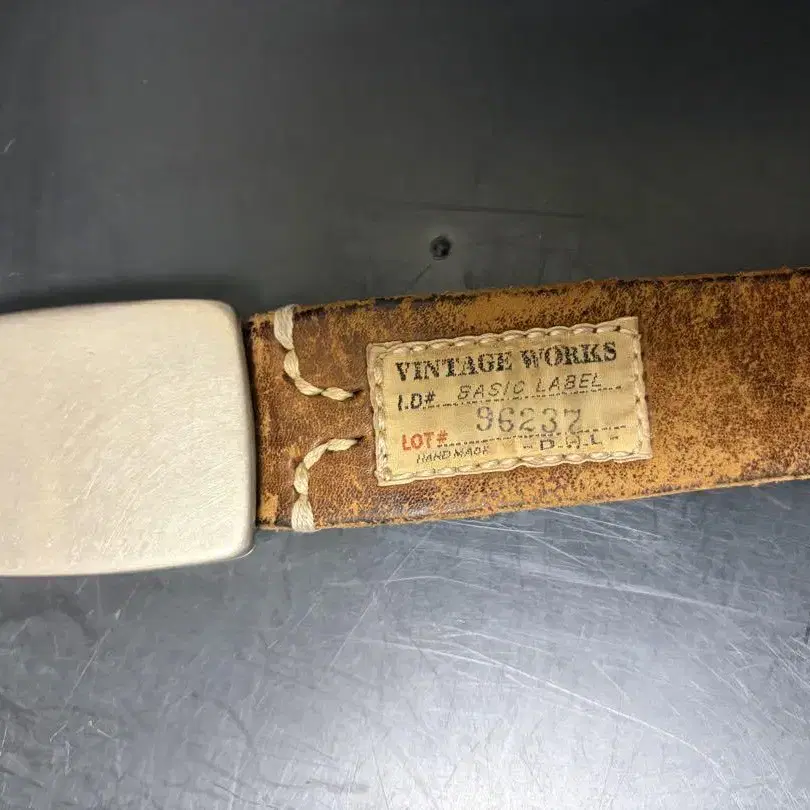 VINTAGE WORKS
I.D# BASIC LABEL
96237
LOT#
HAND MADE